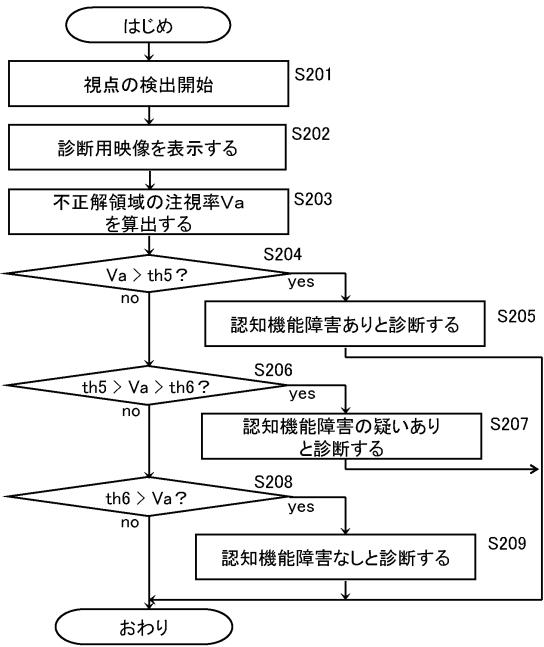 はじめ
視点の検出開始
S201
診断用映像を表示する
S202
不正解領域の注視率Va
を算出する
S203
Va > th5？
S204
yes
no
認知機能障害ありと診断する
S205
th5 > Va > th6？
S206
yes
no
認知機能障害の疑いあり
と診断する
S207
th6 > Va？
S208
yes
no
認知機能障害なしと診断する
S209
おわり